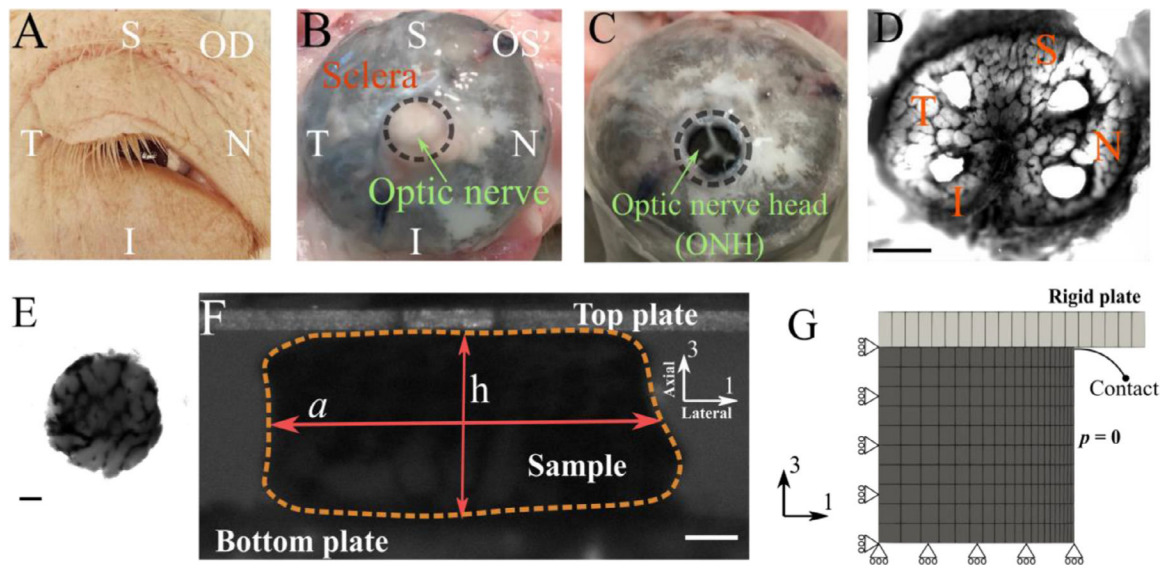 A
S
OD
T
N
I
B
S
OS'
Sclera
T
N
Optic nerve
I
C
Optic nerve head
(ONH)
D
S
T
N
I
E
F
Top plate
3
Axial
1
Lateral
a
h
Sample
Bottom plate
G
Rigid plate
Contact
p = 0
3
1